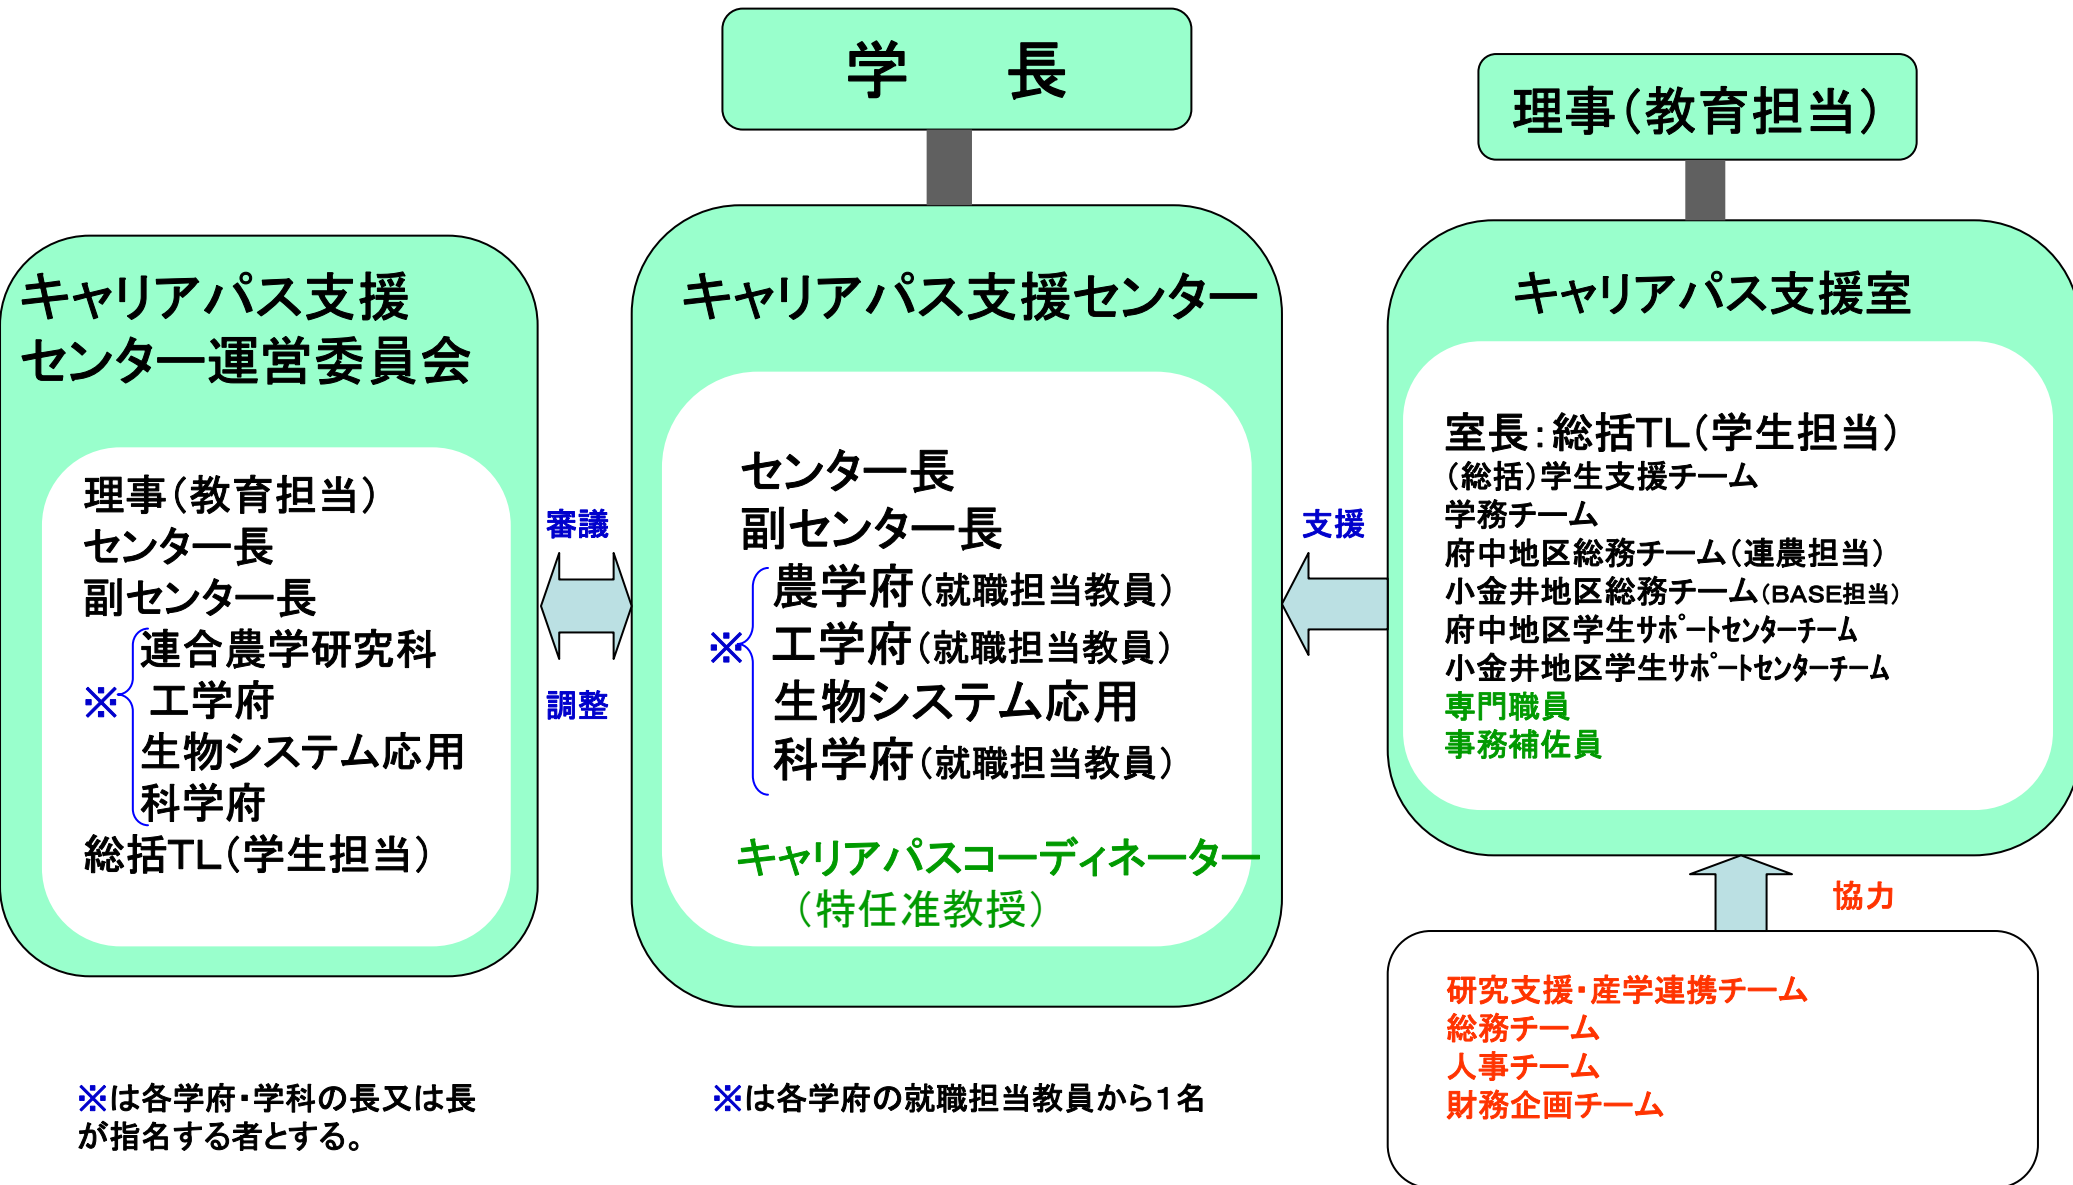 学　　長
理事（教育担当）
キャリアパス支援
センター運営委員会
理事（教育担当）
センター長
副センター長
連合農学研究科
※ 工学府
生物システム応用
科学府
総括TL（学生担当）
審議
調整
キャリアパス支援センター
センター長
副センター長
農学府（就職担当教員）
※ 工学府（就職担当教員）
生物システム応用
科学府（就職担当教員）
キャリアパスコーディネーター
（特任准教授）
支援
キャリアパス支援室
室長：総括TL（学生担当）
（総括）学生支援チーム
学務チーム
府中地区総務チーム（連農担当）
小金井地区総務チーム（BASE担当）
府中地区学生ｻﾎﾟｰﾄｾﾝﾀｰﾁｰﾑ
小金井地区学生ｻﾎﾟｰﾄｾﾝﾀｰﾁｰﾑ
専門職員
事務補佐員
協力
研究支援・産学連携チーム
総務チーム
人事チーム
財務企画チーム
※は各学府・学科の長又は長
が指名する者とする。
※は各学府の就職担当教員から１名